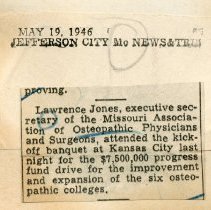 MAY 19, 1946
JEFFERSON CITY Mo NEWS&TRIB
proving.
Lawrence Jones, executive sec-
retary of the Missouri Associa-
tion of Osteopathic Physicians
and Surgeons, attended the kick-
off banquet at Kansas City last
night for the $7,500,000 progress
fund drive for the improvement
and expansion of the six osteo-
pathic colleges.